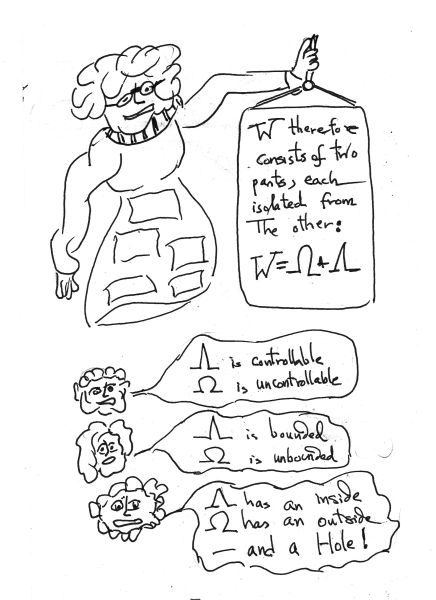 W therefore
consists of two
parts, each
isolated from
The other:
W=Ω+Λ
Λ is controllable
Ω is uncontrollable
Λ is bounded
Ω is unbounded
Λ has an inside
Ω has an outside
— and a Hole!